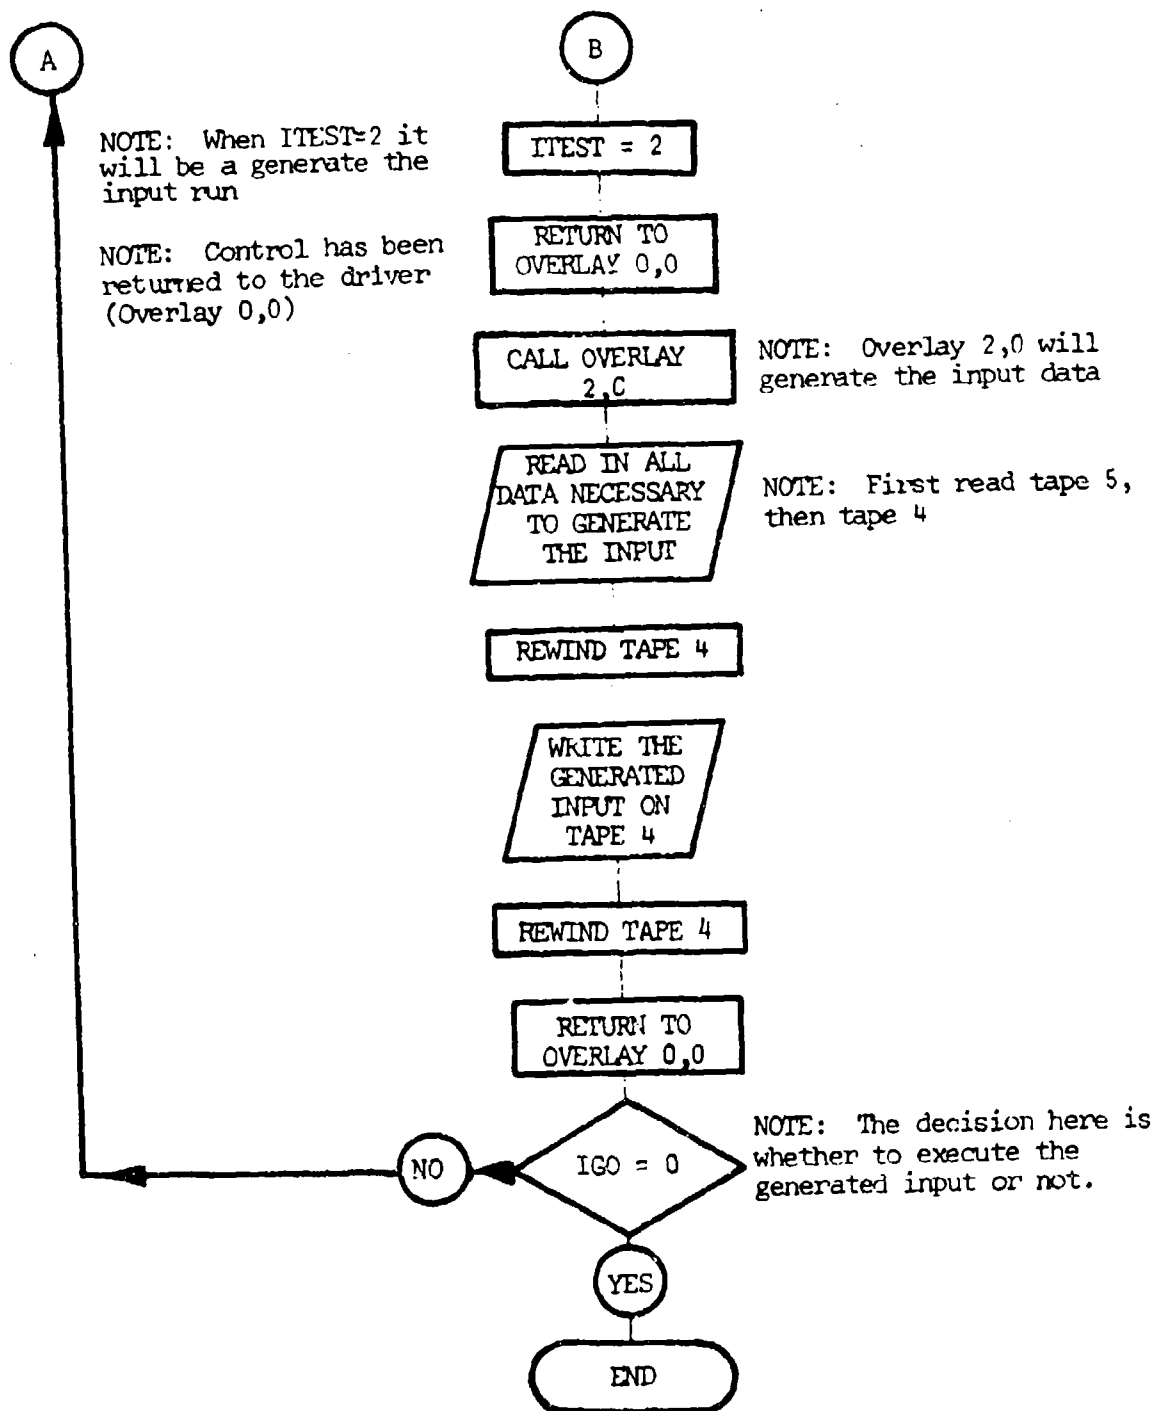 A
B
NOTE: When ITEST=2 it
will be a generate the
input run
ITEST = 2
NOTE: Control has been
returned to the driver
(Overlay 0,0)
RETURN TO
OVERLAY 0,0
CALL OVERLAY
2,C
NOTE: Overlay 2,0 will
generate the input data
READ IN ALL
DATA NECESSARY
TO GENERATE
THE INPUT
NOTE: First read tape 5,
then tape 4
REWIND TAPE 4
WRITE THE
GENERATED
INPUT ON
TAPE 4
REWIND TAPE 4
RETURN TO
OVERLAY 0,0
NOTE: The decision here is
whether to execute the
generated input or not.
IGO = 0
NO
YES
END